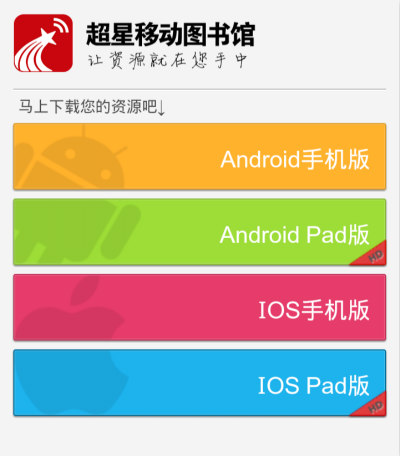 超星移动图书馆
让资源就在您手中
马上下载您的资源吧↓
Android手机版
Android Pad版
HD
IOS手机版
IOS Pad版
HD